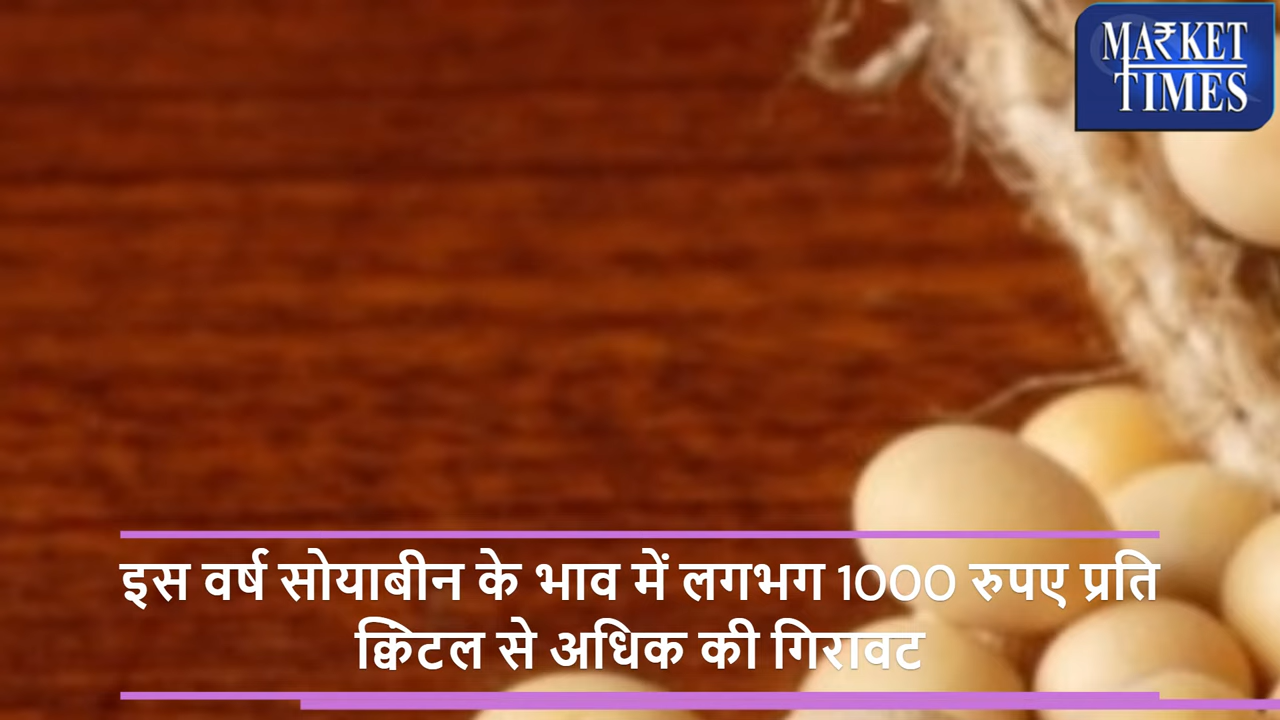 MA₹KET
TIMES
इस वर्ष सोयाबीन के भाव में लगभग 1000 रुपए प्रति
क्विंटल से अधिक की गिरावट